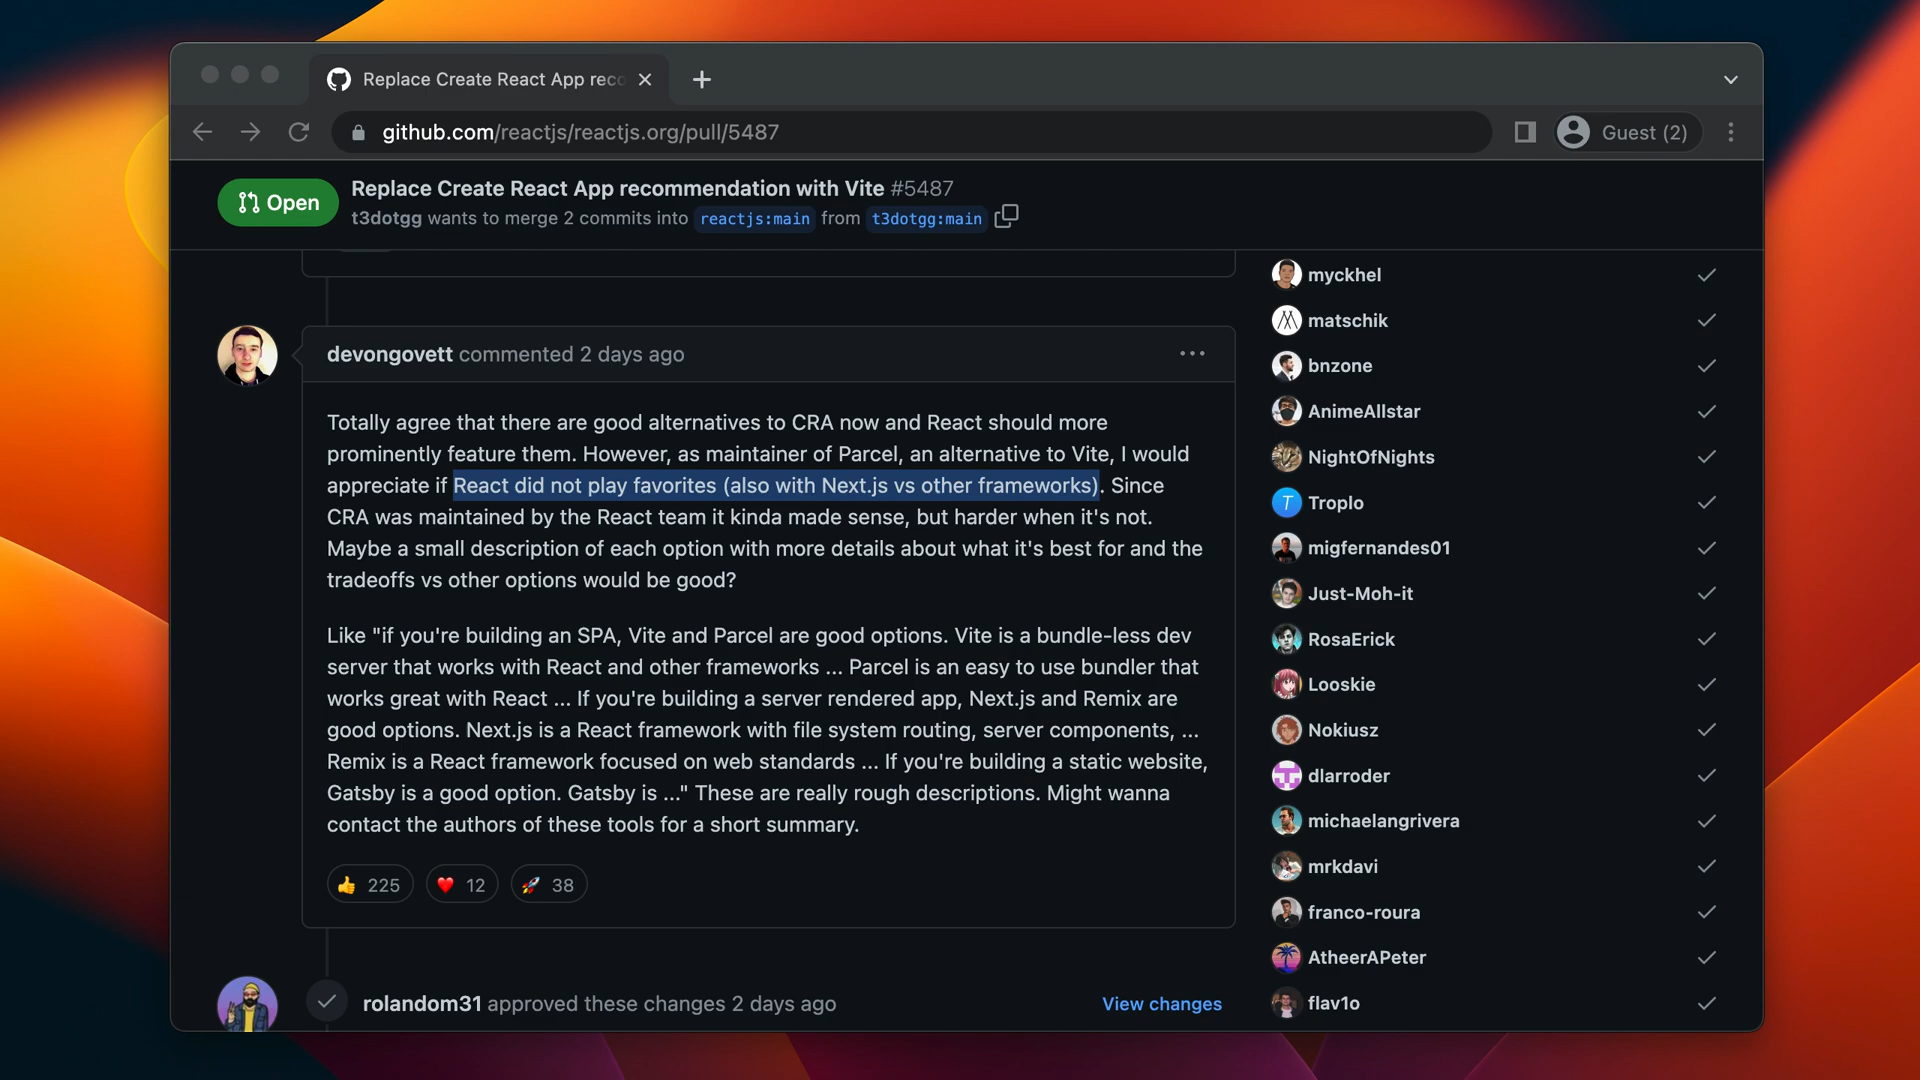 Replace Create React App reco
Guest (2)
github.com/reactjs/reactjs.org/pull/5487
Open
Replace Create React App recommendation with Vite #5487
t3dotgg wants to merge 2 commits into reactjs:main from t3dotgg:main
devongovett commented 2 days ago
Totally agree that there are good alternatives to CRA now and React should more
prominently feature them. However, as maintainer of Parcel, an alternative to Vite, I would
appreciate if React did not play favorites (also with Next.js vs other frameworks). Since
CRA was maintained by the React team it kinda made sense, but harder when it's not.
Maybe a small description of each option with more details about what it's best for and the
tradeoffs vs other options would be good?
Like "if you're building an SPA, Vite and Parcel are good options. Vite is a bundle-less dev
server that works with React and other frameworks ... Parcel is an easy to use bundler that
works great with React ... If you're building a server rendered app, Next.js and Remix are
good options. Next.js is a React framework with file system routing, server components, ...
Remix is a React framework focused on web standards ... If you're building a static website,
Gatsby is a good option. Gatsby is ..." These are really rough descriptions. Might wanna
contact the authors of these tools for a short summary.
👍 225 ❤️ 12 🚀 38
rolandom31 approved these changes 2 days ago
View changes
myckhel
matschik
bnzone
AnimeAllstar
NightOfNights
T Troplo
migfernandes01
Just-Moh-it
RosaErick
Looskie
Nokiusz
dlarroder
michaelangrivera
mrkdavi
franco-roura
AtheerAPeter
flav1o